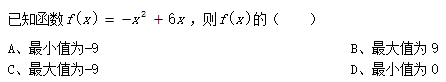 已知函数 f(x) = −x² + 6x，则 f(x) 的（　　）
A、最小值为-9　　B、最大值为 9
C、最大值为-9　　D、最小值为 0